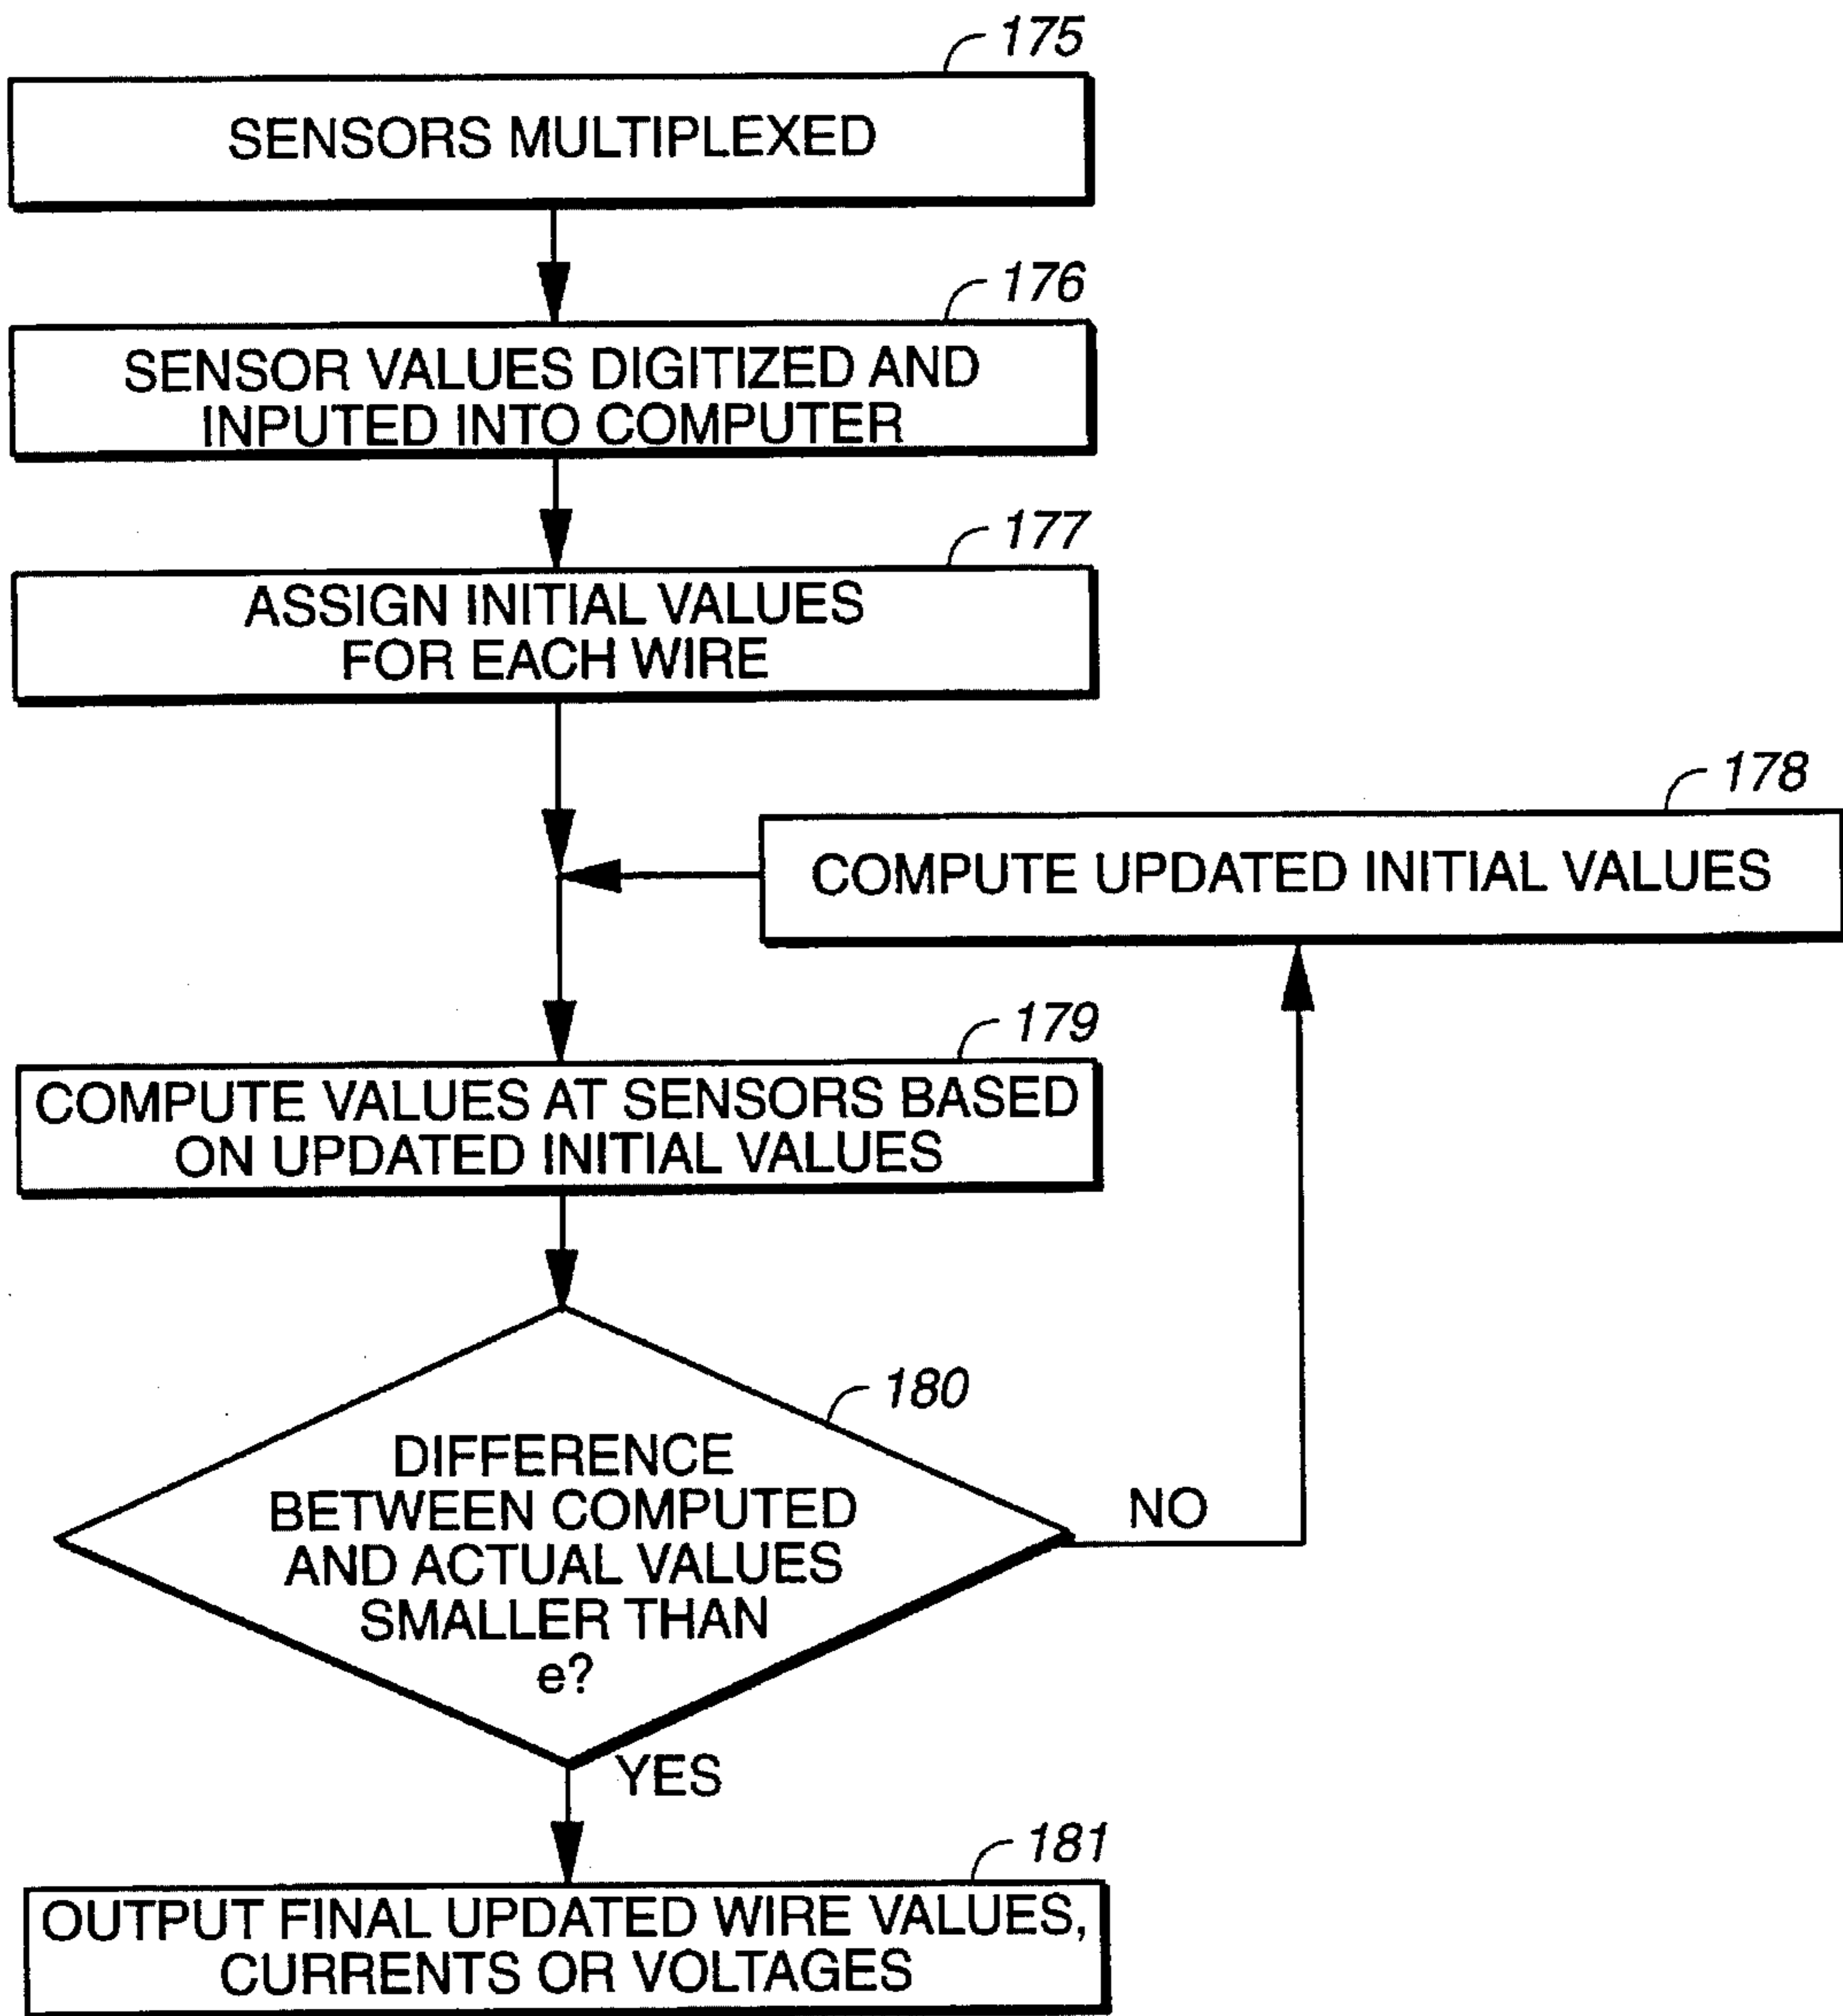 175
SENSORS MULTIPLEXED
176
SENSOR VALUES DIGITIZED AND
INPUTED INTO COMPUTER
177
ASSIGN INITIAL VALUES
FOR EACH WIRE
178
COMPUTE UPDATED INITIAL VALUES
179
COMPUTE VALUES AT SENSORS BASED
ON UPDATED INITIAL VALUES
180
DIFFERENCE
BETWEEN COMPUTED
AND ACTUAL VALUES
SMALLER THAN
e?
NO
YES
181
OUTPUT FINAL UPDATED WIRE VALUES,
CURRENTS OR VOLTAGES